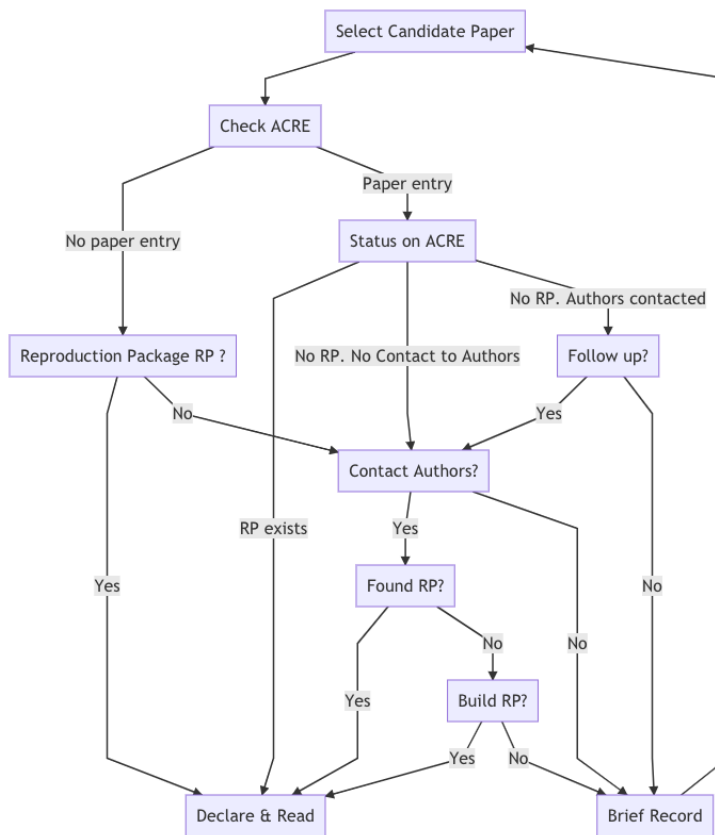 Select Candidate Paper
Check ACRE
Paper entry
No paper entry
Status on ACRE
No RP. Authors contacted
Reproduction Package RP ?
No RP. No Contact to Authors
Follow up?
No
Yes
Contact Authors?
RP exists
Yes
Yes
Found RP?
No
No
No
Yes
Build RP?
Yes
No
Declare & Read
Brief Record